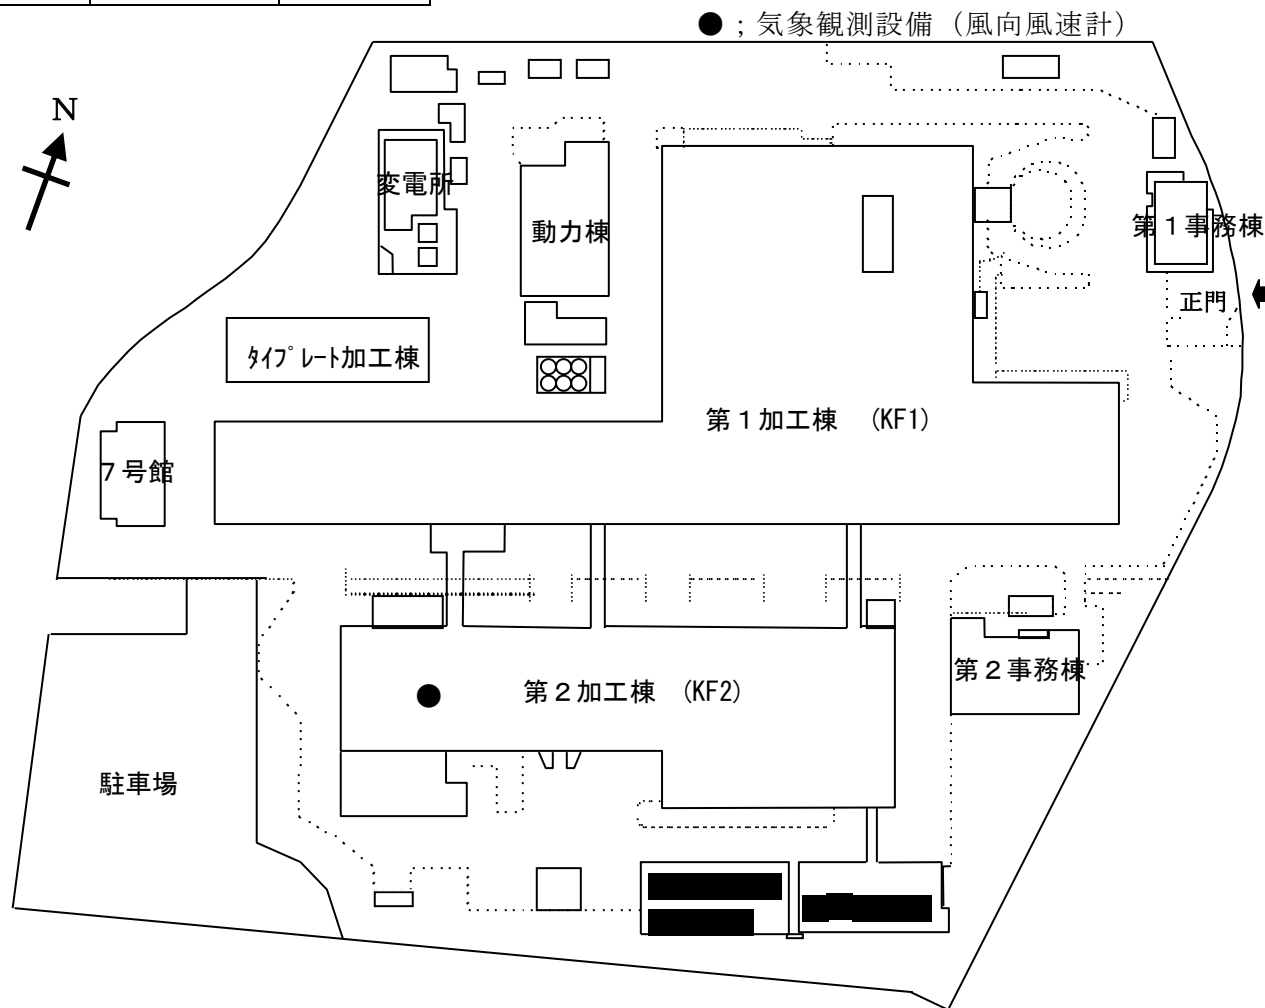 ●；気象観測設備（風向風速計）
N
変電所
動力棟
第１事務棟
正門
ﾀｲﾌﾟﾚｰﾄ加工棟
第１加工棟　(KF1)
７号館
第２事務棟
第２加工棟　(KF2)
駐車場